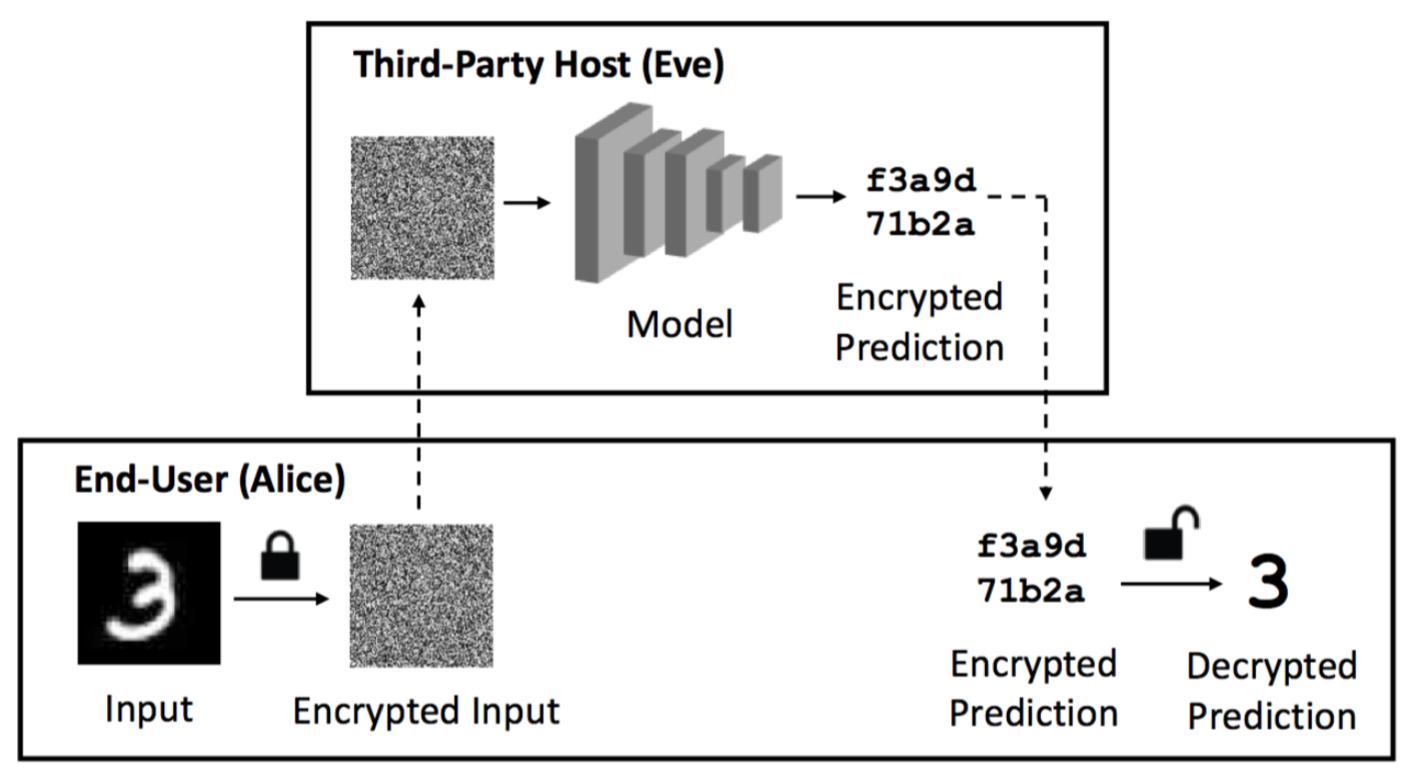 Third-Party Host (Eve)
f3a9d
71b2a
Model
Encrypted
Prediction
End-User (Alice)
3
Input
Encrypted Input
f3a9d
71b2a
3
Encrypted
Prediction
Decrypted
Prediction